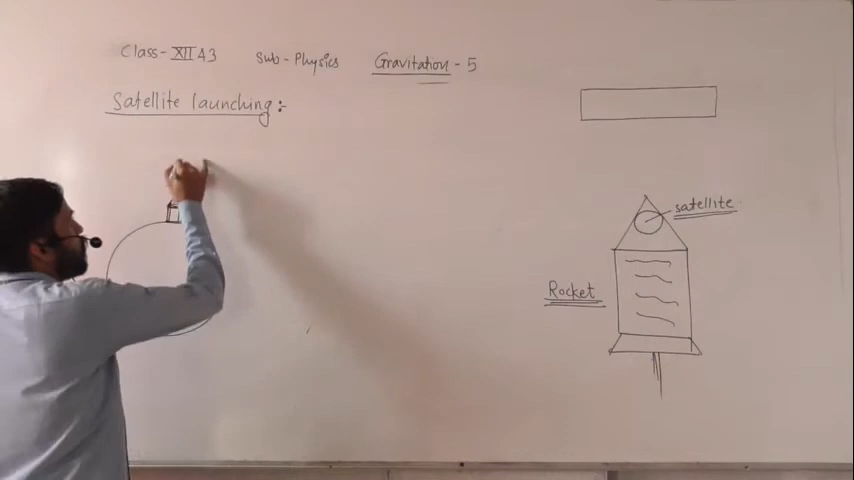 Class- XII A3 Sub - Physics Gravitation - 5
Satellite launching :-
satellite
Rocket